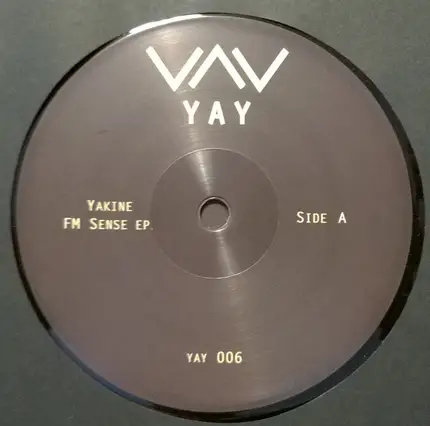 YAY
YAKINE
FM SENSE EP.
SIDE A
YAY 006